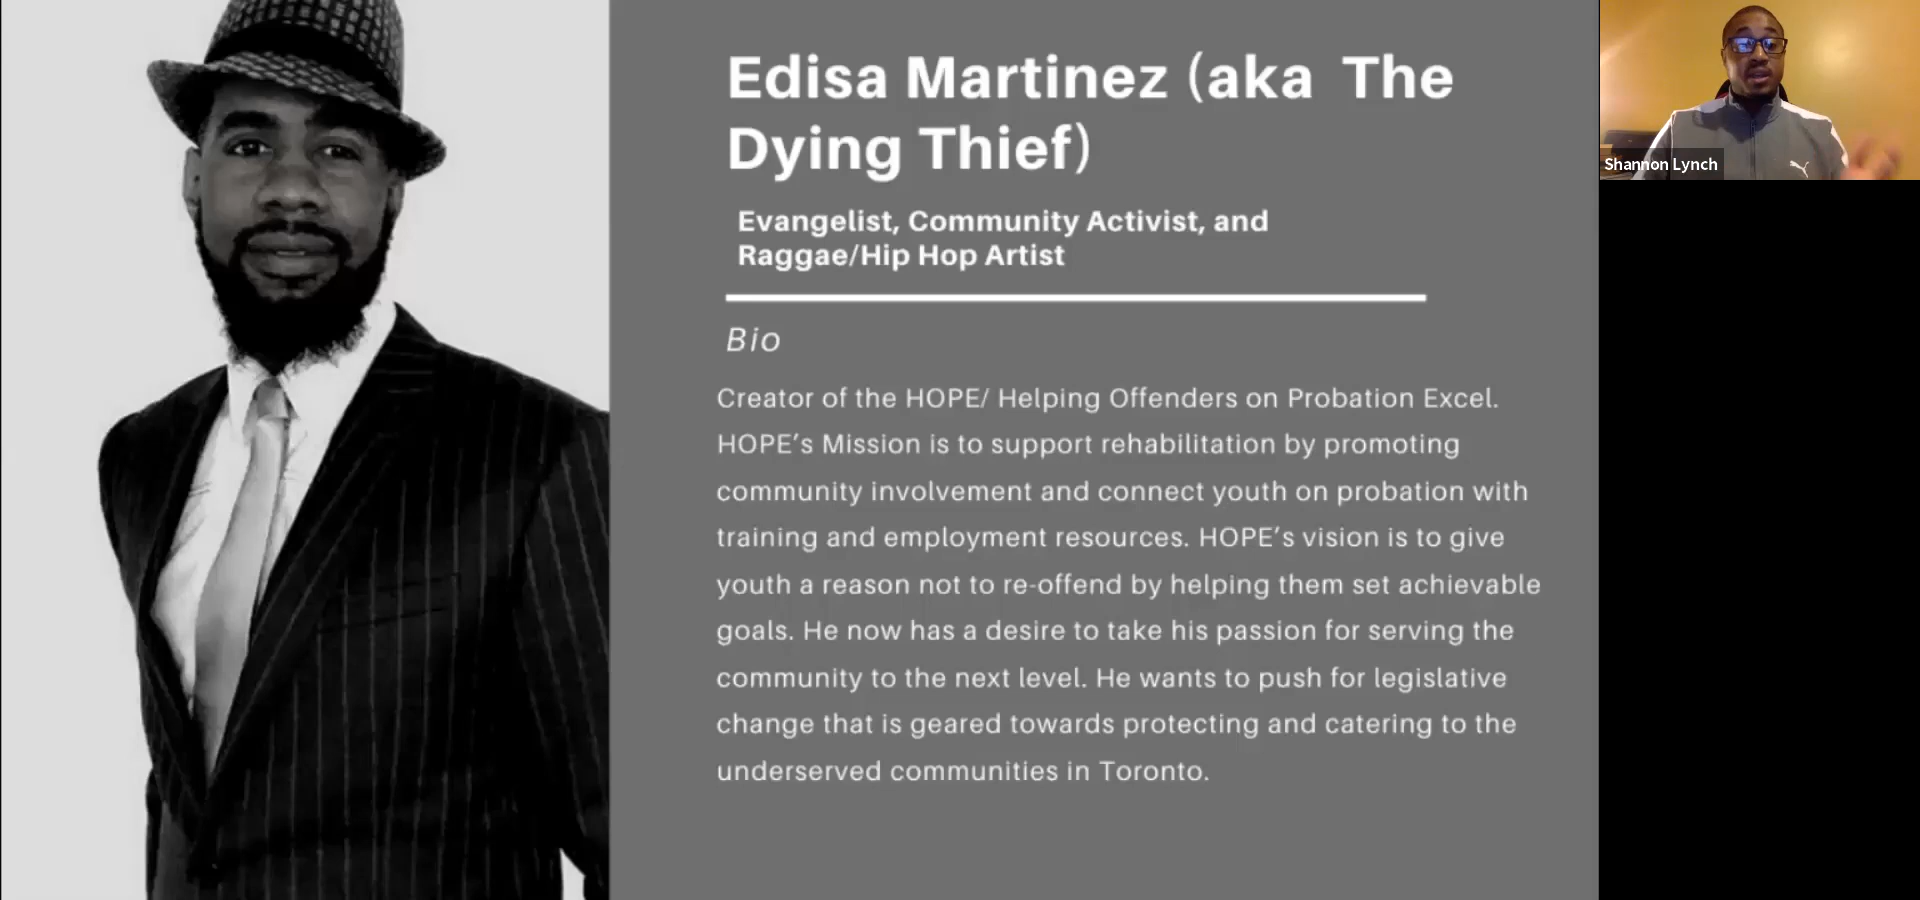 Edisa Martinez (aka The
Dying Thief)
Evangelist, Community Activist, and
Raggae/Hip Hop Artist
Bio
Creator of the HOPE/ Helping Offenders on Probation Excel.
HOPE’s Mission is to support rehabilitation by promoting
community involvement and connect youth on probation with
training and employment resources. HOPE’s vision is to give
youth a reason not to re-offend by helping them set achievable
goals. He now has a desire to take his passion for serving the
community to the next level. He wants to push for legislative
change that is geared towards protecting and catering to the
underserved communities in Toronto.
Shannon Lynch